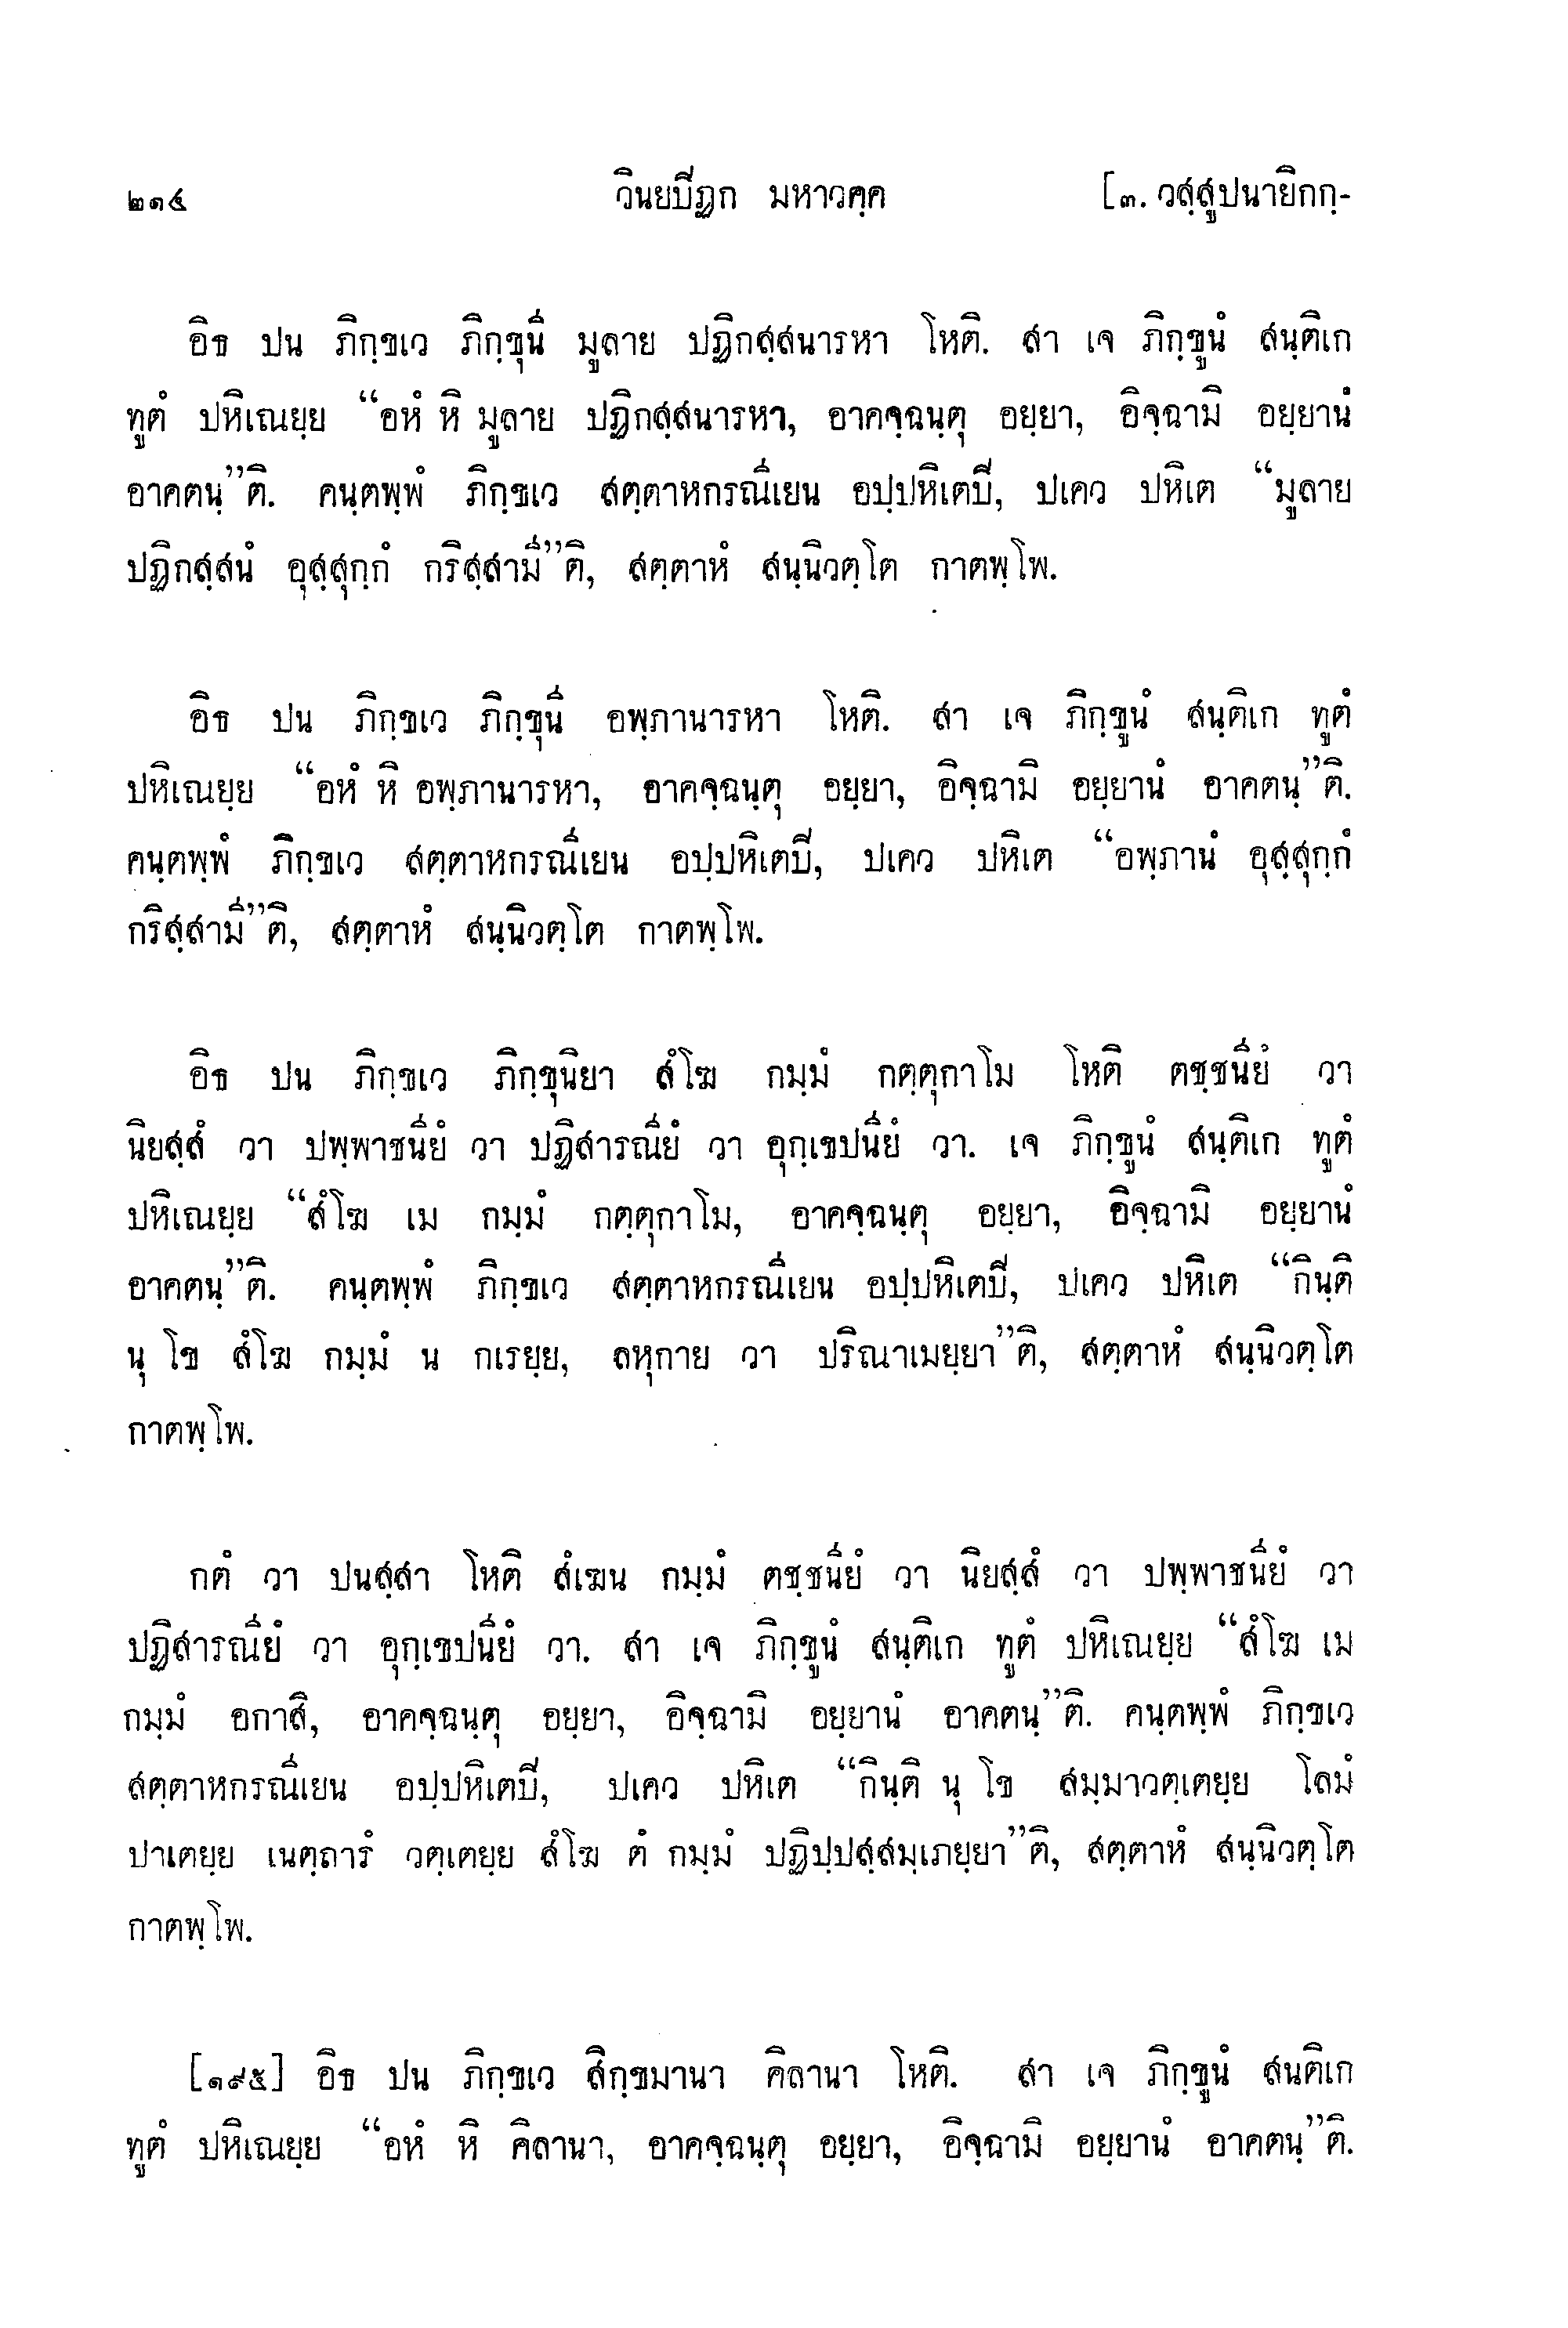 ๒๑๔ วินยปิฏก มหาวคฺค [๓. วสฺสูปนายิกกฺ-
อิธ ปน ภิกฺขเว ภิกฺขุนี มูลาย ปฏิกสฺสนารหา โหติ. สา เจ ภิกฺขูนํ สนฺติเก
ทูตํ ปหิเณยฺย “อหํ หิ มูลาย ปฏิกสฺสนารหา, อาคจฺฉนฺตุ อยฺยา, อิจฺฉามิ อยฺยานํ
อาคตนฺ”ติ. คนฺตพฺพํ ภิกฺขเว สตฺตาหกรณีเยน อปฺปหิเตปิ, ปเคว ปหิเต “มูลาย
ปฏิกสฺสนํ อุสฺสุกฺกํ กริสฺสามี”ติ, สตฺตาหํ สนฺนิวตฺโต กาตพฺโพ.
อิธ ปน ภิกฺขเว ภิกฺขุนี อพฺภานารหา โหติ. สา เจ ภิกฺขูนํ สนฺติเก ทูตํ
ปหิเณยฺย “อหํ หิ อพฺภานารหา, อาคจฺฉนฺตุ อยฺยา, อิจฺฉามิ อยฺยานํ อาคตนฺ”ติ.
คนฺตพฺพํ ภิกฺขเว สตฺตาหกรณีเยน อปฺปหิเตปิ, ปเคว ปหิเต “อพฺภานํ อุสฺสุกฺกํ
กริสฺสามี”ติ, สตฺตาหํ สนฺนิวตฺโต กาตพฺโพ.
อิธ ปน ภิกฺขเว ภิกฺขุนิยา สํโฆ กมฺมํ กตฺตุกาโม โหติ ตชฺชนียํ วา
นิยสฺสํ วา ปพฺพาชนียํ วา ปฏิสารณียํ วา อุกฺเขปนียํ วา. เจ ภิกฺขูนํ สนฺติเก ทูตํ
ปหิเณยฺย “สํโฆ เม กมฺมํ กตฺตุกาโม, อาคจฺฉนฺตุ อยฺยา, อิจฺฉามิ อยฺยานํ
อาคตนฺ”ติ. คนฺตพฺพํ ภิกฺขเว สตฺตาหกรณีเยน อปฺปหิเตปิ, ปเคว ปหิเต “กินฺติ
นุ โข สํโฆ กมฺมํ น กเรยฺย, ลหุกาย วา ปริณาเมยฺยา”ติ, สตฺตาหํ สนฺนิวตฺโต
กาตพฺโพ.
กตํ วา ปนสฺสา โหติ สํเฆน กมฺมํ ตชฺชนียํ วา นิยสฺสํ วา ปพฺพาชนียํ วา
ปฏิสารณียํ วา อุกฺเขปนียํ วา. สา เจ ภิกฺขูนํ สนฺติเก ทูตํ ปหิเณยฺย “สํโฆ เม
กมฺมํ อกาสิ, อาคจฺฉนฺตุ อยฺยา, อิจฺฉามิ อยฺยานํ อาคตนฺ”ติ. คนฺตพฺพํ ภิกฺขเว
สตฺตาหกรณีเยน อปฺปหิเตปิ, ปเคว ปหิเต “กินฺติ นุ โข สมฺมาวตฺเตยฺย โลมํ
ปาเตยฺย เนตฺถารํ วตฺเตยฺย สํโฆ ตํ กมฺมํ ปฏิปฺปสฺสมฺเภยฺยา”ติ, สตฺตาหํ สนฺนิวตฺโต
กาตพฺโพ.
[๑๙๕] อิธ ปน ภิกฺขเว สิกฺขมานา คิลานา โหติ. สา เจ ภิกฺขูนํ สนติเก
ทูตํ ปหิเณยฺย “อหํ หิ คิลานา, อาคจฺฉนฺตุ อยฺยา, อิจฺฉามิ อยฺยานํ อาคตนฺ”ติ.